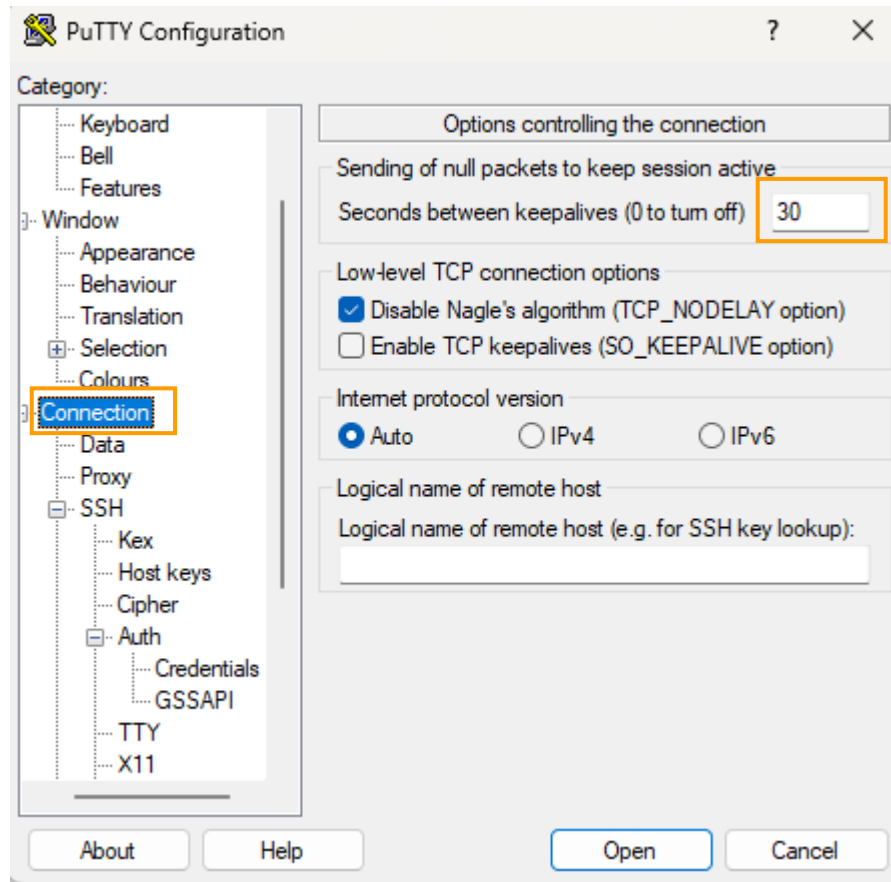 PuTTY Configuration
?
Category:
Keyboard
Bell
Features
Window
Appearance
Behaviour
Translation
Selection
Colours
Connection
Data
Proxy
SSH
Kex
Host keys
Cipher
Auth
Credentials
GSSAPI
TTY
X11
Options controlling the connection
Sending of null packets to keep session active
Seconds between keepalives (0 to turn off) 30
Low-level TCP connection options
Disable Nagle's algorithm (TCP_NODELAY option)
Enable TCP keepalives (SO_KEEPALIVE option)
Internet protocol version
Auto IPv4 IPv6
Logical name of remote host
Logical name of remote host (e.g. for SSH key lookup):
About Help Open Cancel